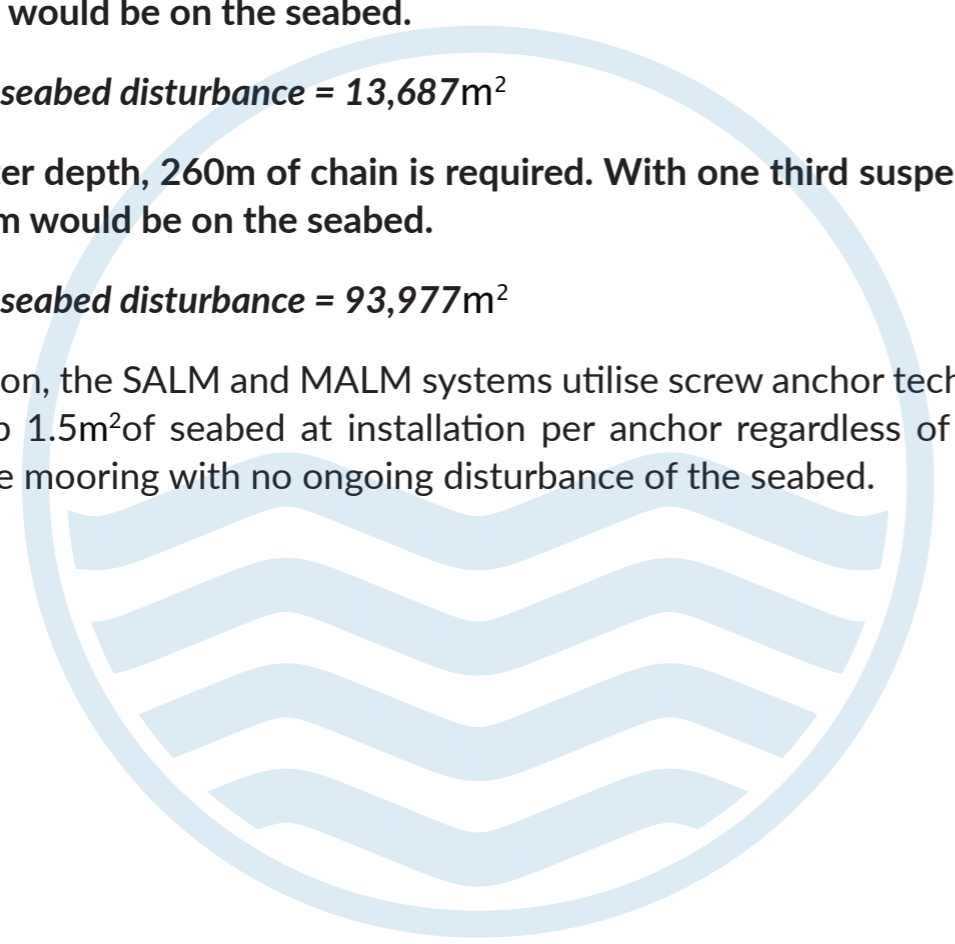 would be on the seabed.
seabed disturbance = 13,687m²
er depth, 260m of chain is required. With one third suspe
m would be on the seabed.
seabed disturbance = 93,977m²
on, the SALM and MALM systems utilise screw anchor tech
1.5m²of seabed at installation per anchor regardless of
e mooring with no ongoing disturbance of the seabed.